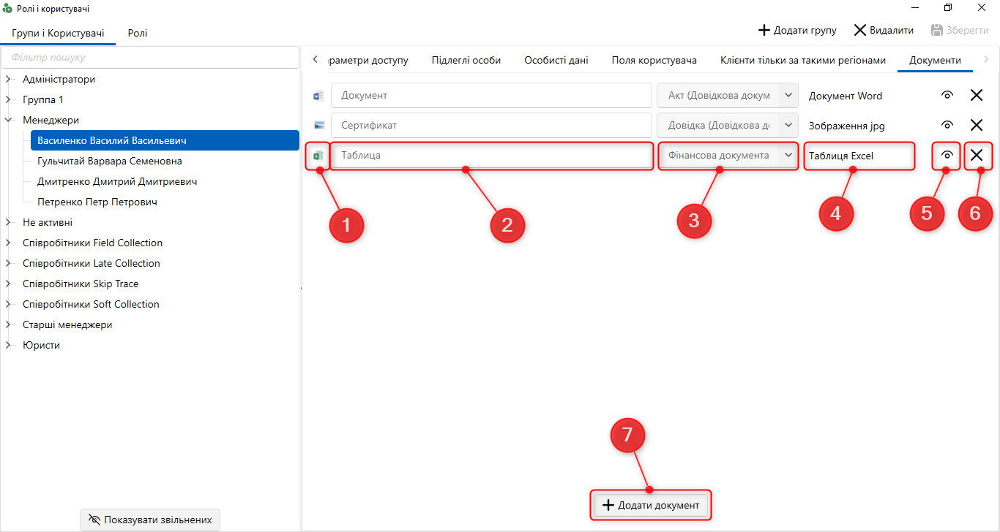 Ролі і користувачі
Групи і Користувачі
Ролі
Додати групу
Видалити
Зберегти
Фільтр пошуку
Адміністратори
Группа 1
Менеджери
Василенко Василий Васильевич
Гульчитай Варвара Семеновна
Дмитренко Дмитрий Дмитриевич
Петренко Петр Петрович
Не активні
Співробітники Field Collection
Співробітники Late Collection
Співробітники Skip Trace
Співробітники Soft Collection
Старші менеджери
Юристи
Показувати звільнених
раметри доступу
Підлеглі особи
Особисті дані
Поля користувача
Клієнти тільки за такими регіонами
Документи
Документ
Акт (Довідкова докум
Документ Word
Сертификат
Довідка (Довідкова д
Зображення jpg
Таблица
Фінансова документа
Таблиця Excel
1
2
3
4
5
6
7
Додати документ